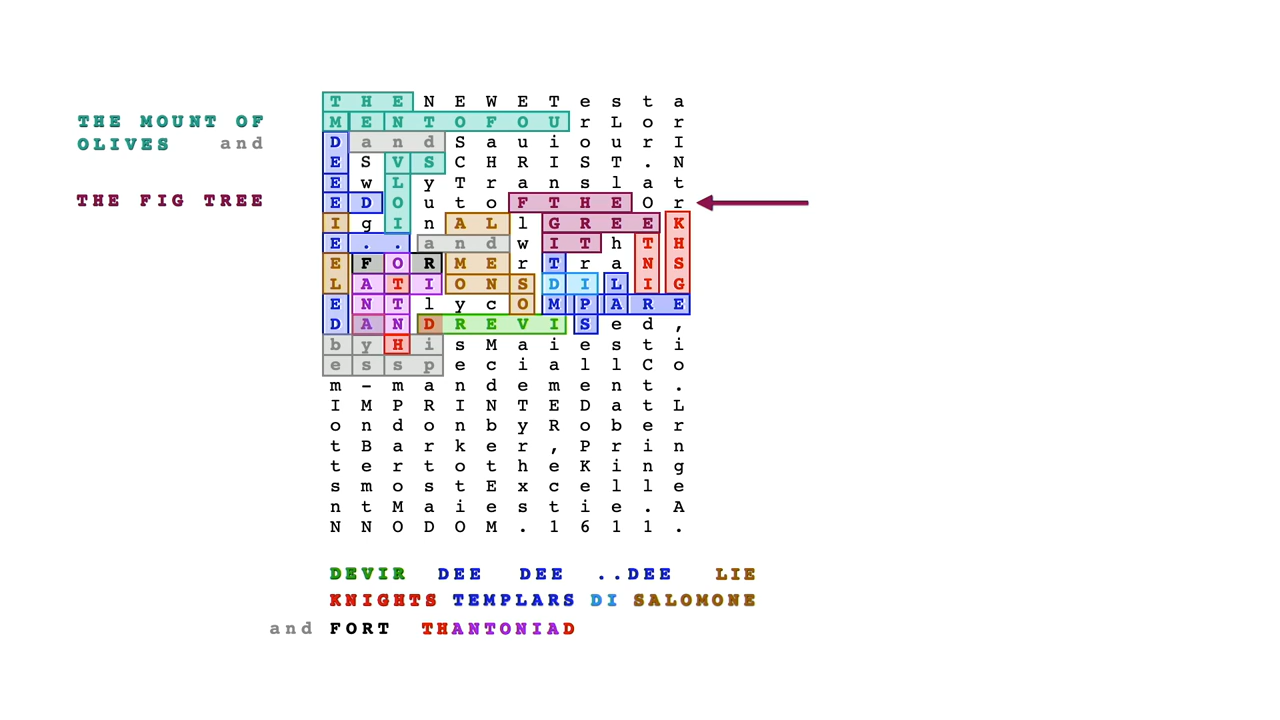 T H E N E W E T e s t a
THE MOUNT OF
M E N T O F O U r L o r
OLIVES and
D a n d S a u i o u r I
E S V S C H R I S T . N
E w L y T r a n s l a t
THE FIG TREE
E D O u t o F T H E O r
I g I n A L l G R E E K
E . . a n d w I T h T H
E F O R M E r T r a N S
L A T I O N S D I L I G
E N T l y c O M P A R E
D A N D R E V I S e d ,
b y H i s M a i e s t i
e s s p e c i a l l C o
m - m a n d e m e n t .
I M P R I N T E D a t L
o n d o n b y R o b e r
t B a r k e r , P r i n
t e r t o t h e K i n g
s m o s t E x c e l l e
n t M a i e s t i e . A
N N O D O M . 1 6 1 1 .
DEVIR DEE DEE ..DEE LIE
KNIGHTS TEMPLARS DI SALOMONE
and FORT THANTONIAD